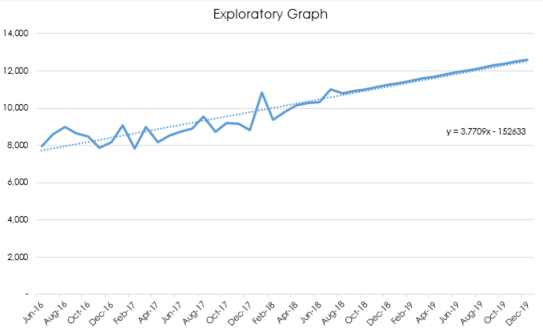 Exploratory Graph
14,000
12,000
10,000
8,000
6,000
4,000
2,000
-
y = 3.7709x - 152633
Jun-16
Aug-16
Oct-16
Dec-16
Feb-17
Apr-17
Jun-17
Aug-17
Oct-17
Dec-17
Feb-18
Apr-18
Jun-18
Aug-18
Oct-18
Dec-18
Feb-19
Apr-19
Jun-19
Aug-19
Oct-19
Dec-19